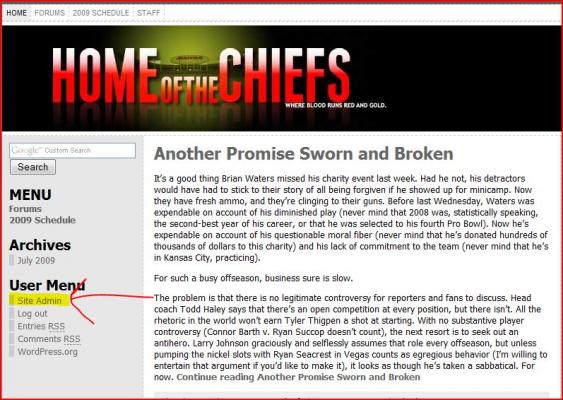 HOME FORUMS 2009 SCHEDULE STAFF
HOME OF THE CHIEFS
WHERE BLOOD RUNS RED AND GOLD.
Google™ Custom Search
Search
MENU
Forums
2009 Schedule
Archives
July 2009
User Menu
Site Admin
Log out
Entries RSS
Comments RSS
WordPress.org
Another Promise Sworn and Broken
It's a good thing Brian Waters missed his charity event last week. Had he not, his detractors
would have had to stick to their story of all being forgiven if he showed up for minicamp. Now
they have fresh ammo, and they're clinging to their guns. Before last Wednesday, Waters was
expendable on account of his diminished play (never mind that 2008 was, statistically speaking,
the second-best year of his career, or that he was selected to his fourth Pro Bowl). Now he's
expendable on account of his questionable moral fiber (never mind that he's donated hundreds of
thousands of dollars to this charity) and his lack of commitment to the team (never mind that he's
in Kansas City, practicing).
For such a busy offseason, business sure is slow.
The problem is that there is no legitimate controversy for reporters and fans to discuss. Head
coach Todd Haley says that there's an open competition at every position, but there isn't. All the
rhetoric in the world won't earn Tyler Thigpen a shot at starting. With no substantive player
controversy (Connor Barth v. Ryan Succop doesn't count), the next resort is to seek out an
antihero. Larry Johnson graciously and selflessly assumes that role every offseason, but unless
pumping the nickel slots with Ryan Seacrest in Vegas counts as egregious behavior (I'm willing to
entertain that argument if you'd like to make it), it looks as though he's taken a sabbatical. For
now. Continue reading Another Promise Sworn and Broken